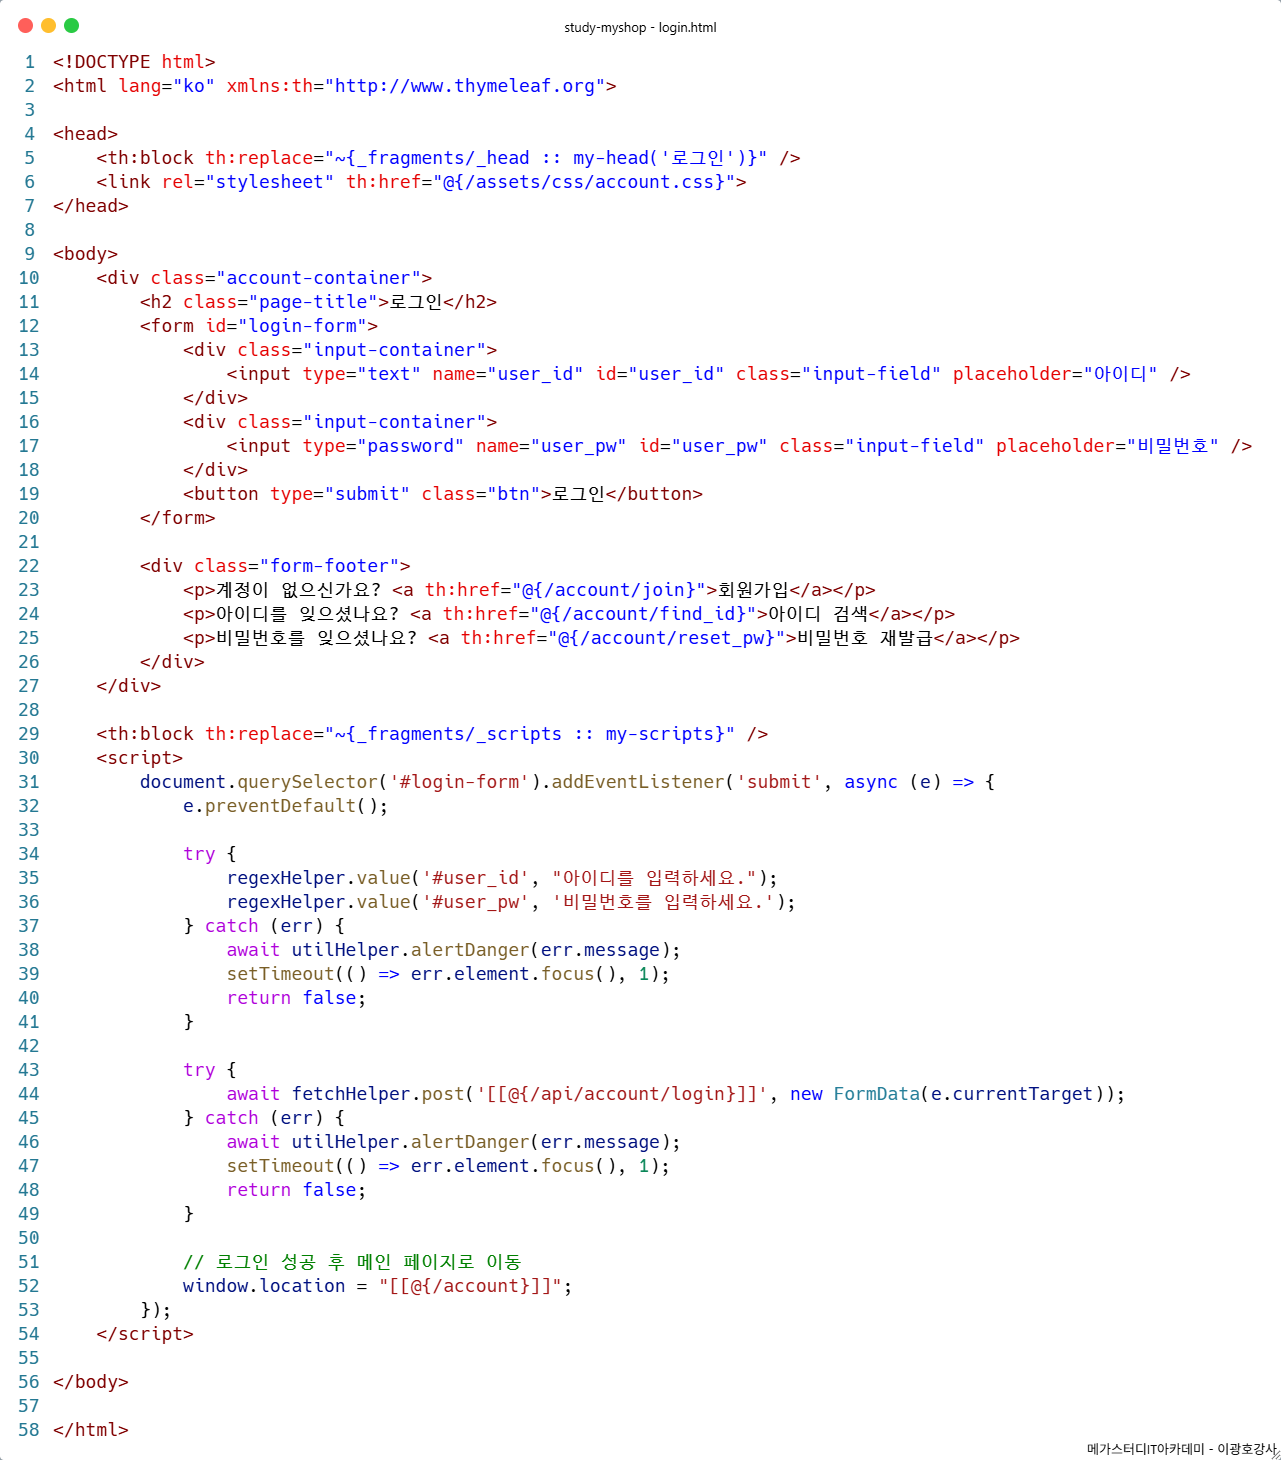 study-myshop - login.html
1 <!DOCTYPE html>
2 <html lang="ko" xmlns:th="http://www.thymeleaf.org">
3
4 <head>
5     <th:block th:replace="~{_fragments/_head :: my-head('로그인')}" />
6     <link rel="stylesheet" th:href="@{/assets/css/account.css}">
7 </head>
8
9 <body>
10     <div class="account-container">
11         <h2 class="page-title">로그인</h2>
12         <form id="login-form">
13             <div class="input-container">
14                 <input type="text" name="user_id" id="user_id" class="input-field" placeholder="아이디" />
15             </div>
16             <div class="input-container">
17                 <input type="password" name="user_pw" id="user_pw" class="input-field" placeholder="비밀번호" />
18             </div>
19             <button type="submit" class="btn">로그인</button>
20         </form>
21
22         <div class="form-footer">
23             <p>계정이 없으신가요? <a th:href="@{/account/join}">회원가입</a></p>
24             <p>아이디를 잊으셨나요? <a th:href="@{/account/find_id}">아이디 검색</a></p>
25             <p>비밀번호를 잊으셨나요? <a th:href="@{/account/reset_pw}">비밀번호 재발급</a></p>
26         </div>
27     </div>
28
29     <th:block th:replace="~{_fragments/_scripts :: my-scripts}" />
30     <script>
31         document.querySelector('#login-form').addEventListener('submit', async (e) => {
32             e.preventDefault();
33
34             try {
35                 regexHelper.value('#user_id', "아이디를 입력하세요.");
36                 regexHelper.value('#user_pw', '비밀번호를 입력하세요.');
37             } catch (err) {
38                 await utilHelper.alertDanger(err.message);
39                 setTimeout(() => err.element.focus(), 1);
40                 return false;
41             }
42
43             try {
44                 await fetchHelper.post('[[@{/api/account/login}]]', new FormData(e.currentTarget));
45             } catch (err) {
46                 await utilHelper.alertDanger(err.message);
47                 setTimeout(() => err.element.focus(), 1);
48                 return false;
49             }
50
51             // 로그인 성공 후 메인 페이지로 이동
52             window.location = "[[@{/account}]]";
53         });
54     </script>
55
56 </body>
57
58 </html>
메가스터디IT아카데미 - 이광호강사